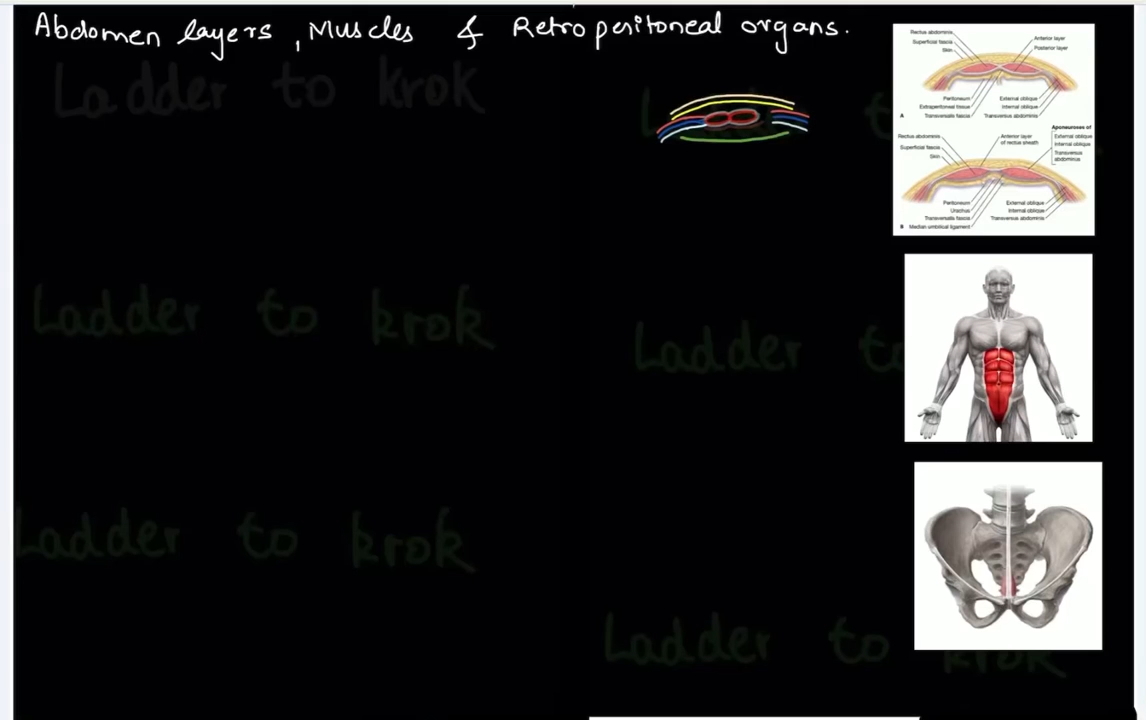 Abdomen layers, Muscles & Retroperitoneal organs.
Ladder to krok
Rectus abdominis
Superficial fascia
Skin
Anterior layer
Posterior layer
Peritoneum
Extraperitoneal tissue
Transversalis fascia
External oblique
Internal oblique
Transversus abdominis
A
Rectus abdominis
Superficial fascia
Skin
Anterior layer
of rectus sheath
Aponeuroses of
External oblique
Internal oblique
Transversus
abdominus
Peritoneum
Urachus
Transversalis fascia
B Median umbilical ligament
External oblique
Internal oblique
Transversus abdominis
Ladder to krok
Ladder to
Ladder to krok
Ladder to krok